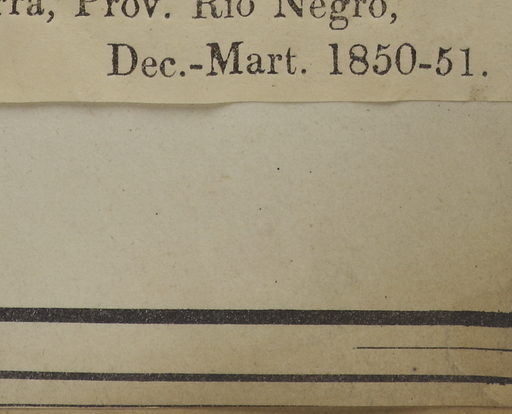 rra, Prov. Rio Negro,
Dec.-Mart. 1850-51.